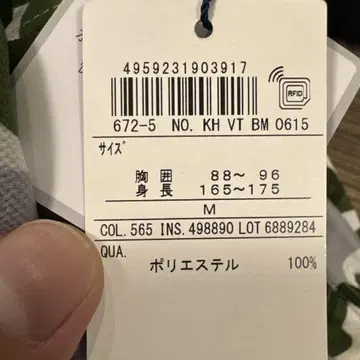 4959231903917
RFID
672-5 NO. KH VT BM 0615
ｻｲｽﾞ
胸囲 88～ 96
身長 165～175
M
COL. 565 INS. 498890 LOT 6889284
QUA.
ポリエステル 100%